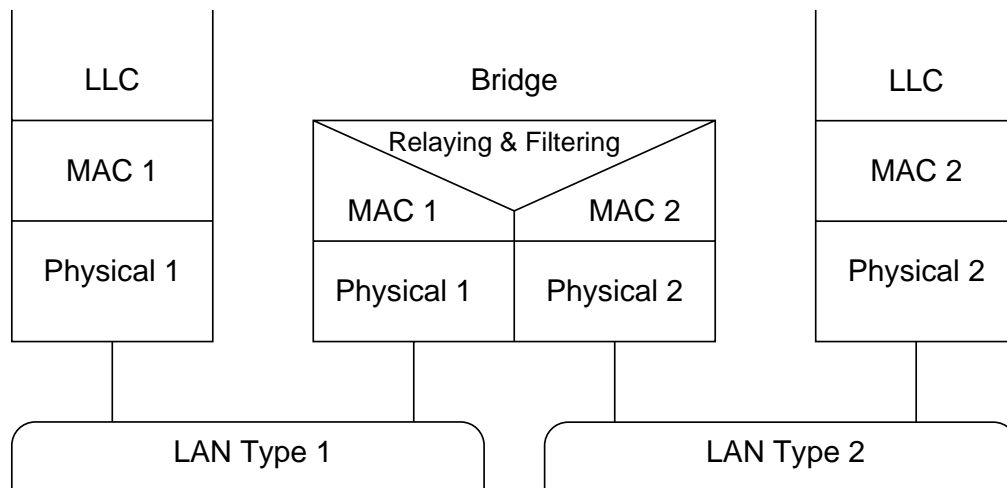 LLC
Bridge
LLC
Relaying & Filtering
MAC 1
MAC 1
MAC 2
MAC 2
Physical 1
Physical 1
Physical 2
Physical 2
LAN Type 1
LAN Type 2